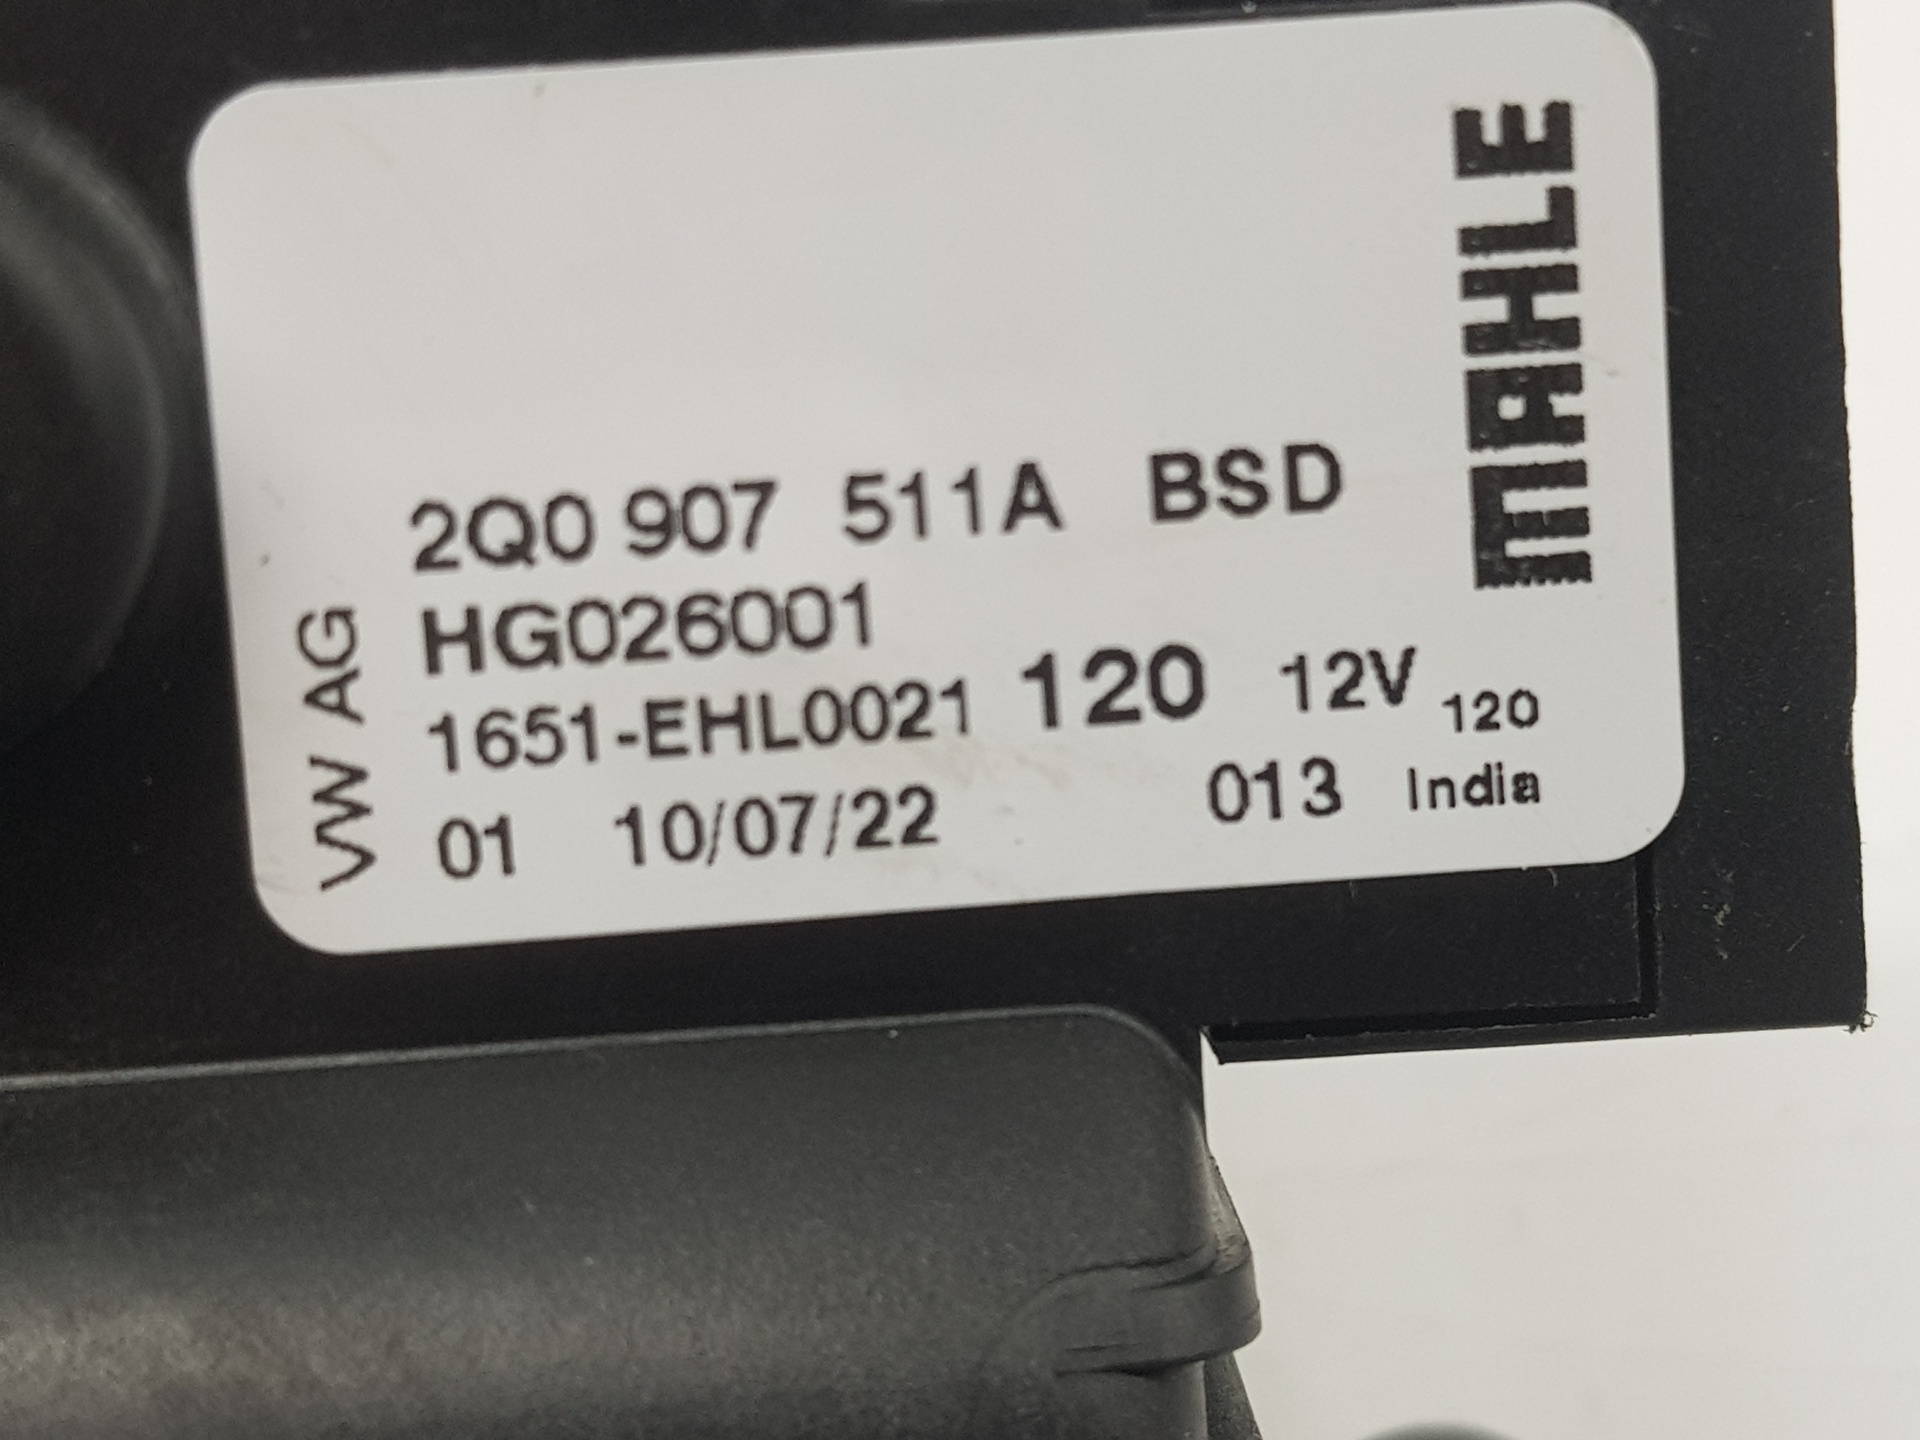 2Q0 907 511A BSD
HG026001
1651-EHL0021 120 12V 120
01 10/07/22 013 India
VW AG
MAHLE